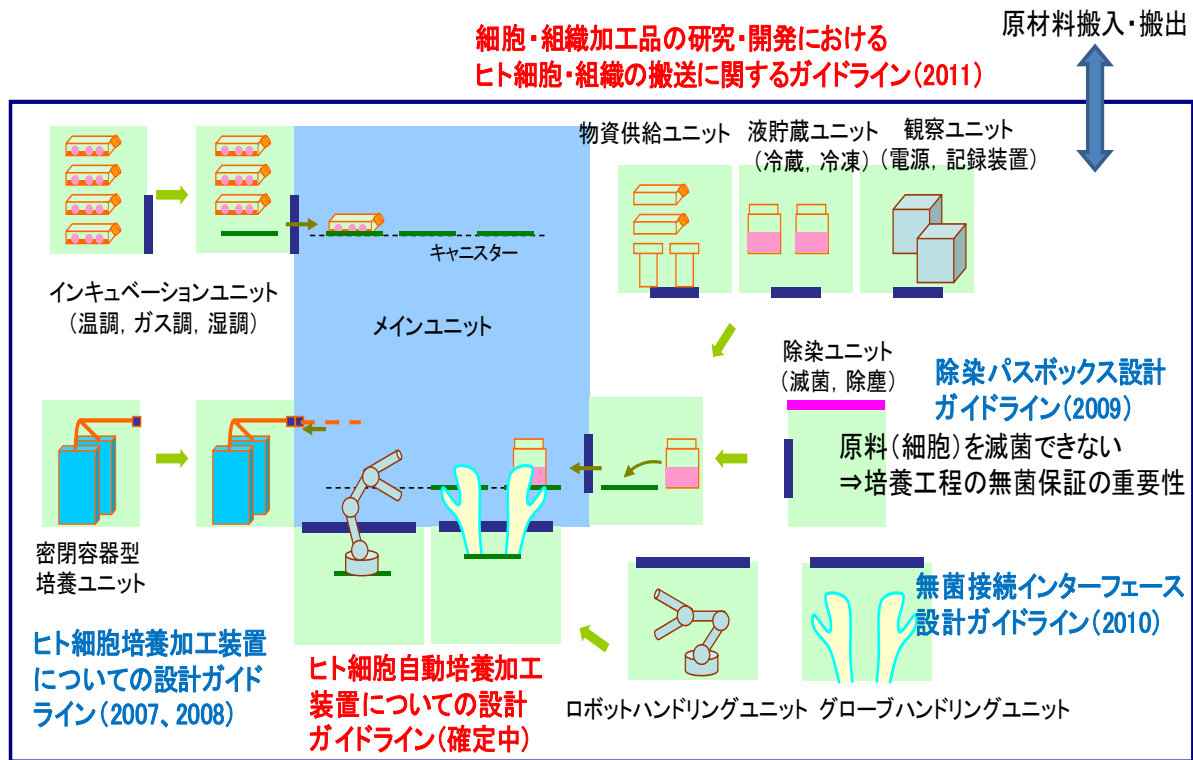 細胞・組織加工品の研究・開発における
ヒト細胞・組織の搬送に関するガイドライン(2011)
原材料搬入・搬出
物資供給ユニット
液貯蔵ユニット
(冷蔵, 冷凍)
観察ユニット
(電源, 記録装置)
キャニスター
インキュベーションユニット
(温調, ガス調, 湿調)
メインユニット
除染ユニット
(滅菌, 除塵)
除染パスボックス設計
ガイドライン(2009)
原料(細胞)を滅菌できない
⇒培養工程の無菌保証の重要性
密閉容器型
培養ユニット
無菌接続インターフェース
設計ガイドライン(2010)
ヒト細胞培養加工装置
についての設計ガイド
ライン(2007、2008)
ヒト細胞自動培養加工
装置についての設計
ガイドライン(確定中)
ロボットハンドリングユニット
グローブハンドリングユニット